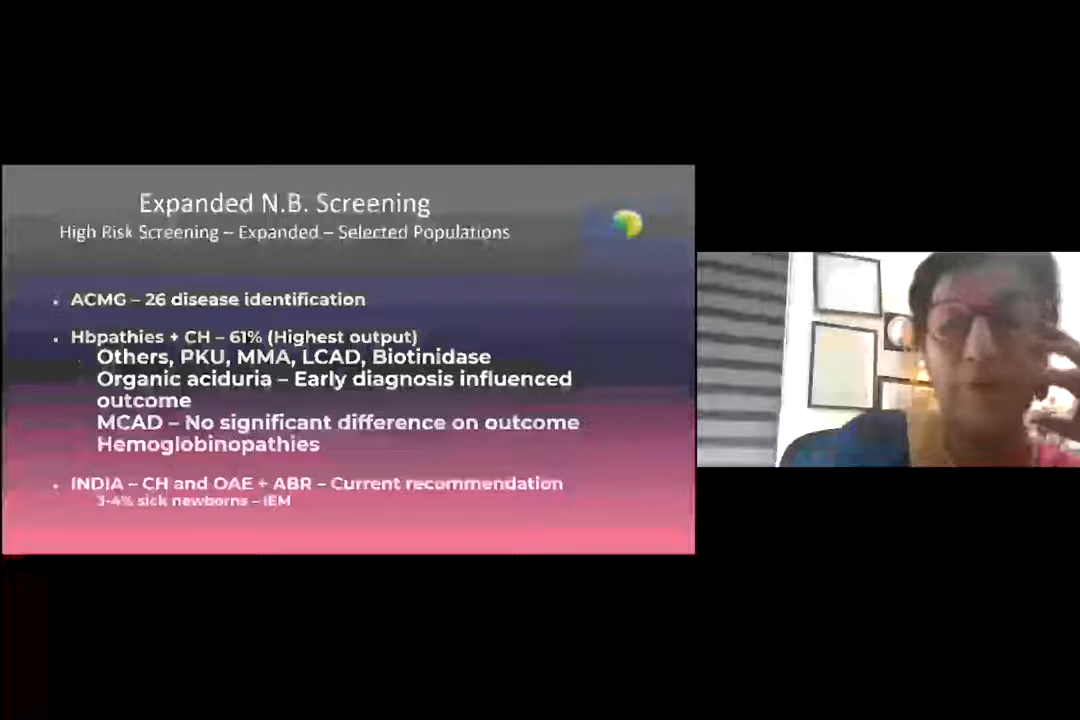 Expanded N.B. Screening
High Risk Screening – Expanded – Selected Populations
• ACMG – 26 disease identification
• Hbpathies + CH – 61% (Highest output)
Others, PKU, MMA, LCAD, Biotinidase
Organic aciduria – Early diagnosis influenced
outcome
MCAD – No significant difference on outcome
Hemoglobinopathies
• INDIA – CH and OAE + ABR – Current recommendation
3-4% sick newborns – IEM